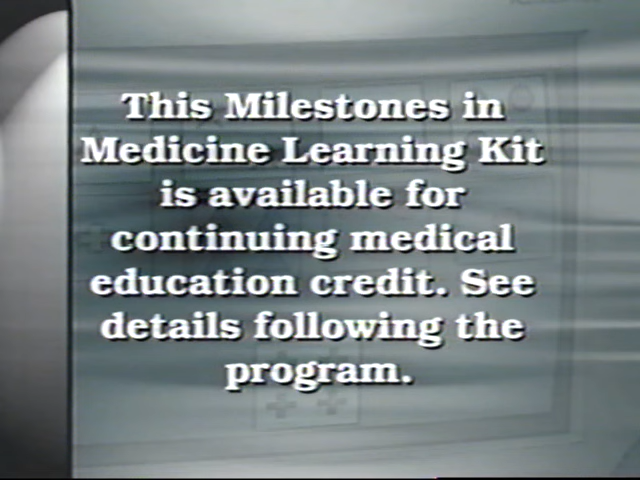 This Milestones in
Medicine Learning Kit
is available for
continuing medical
education credit. See
details following the
program.